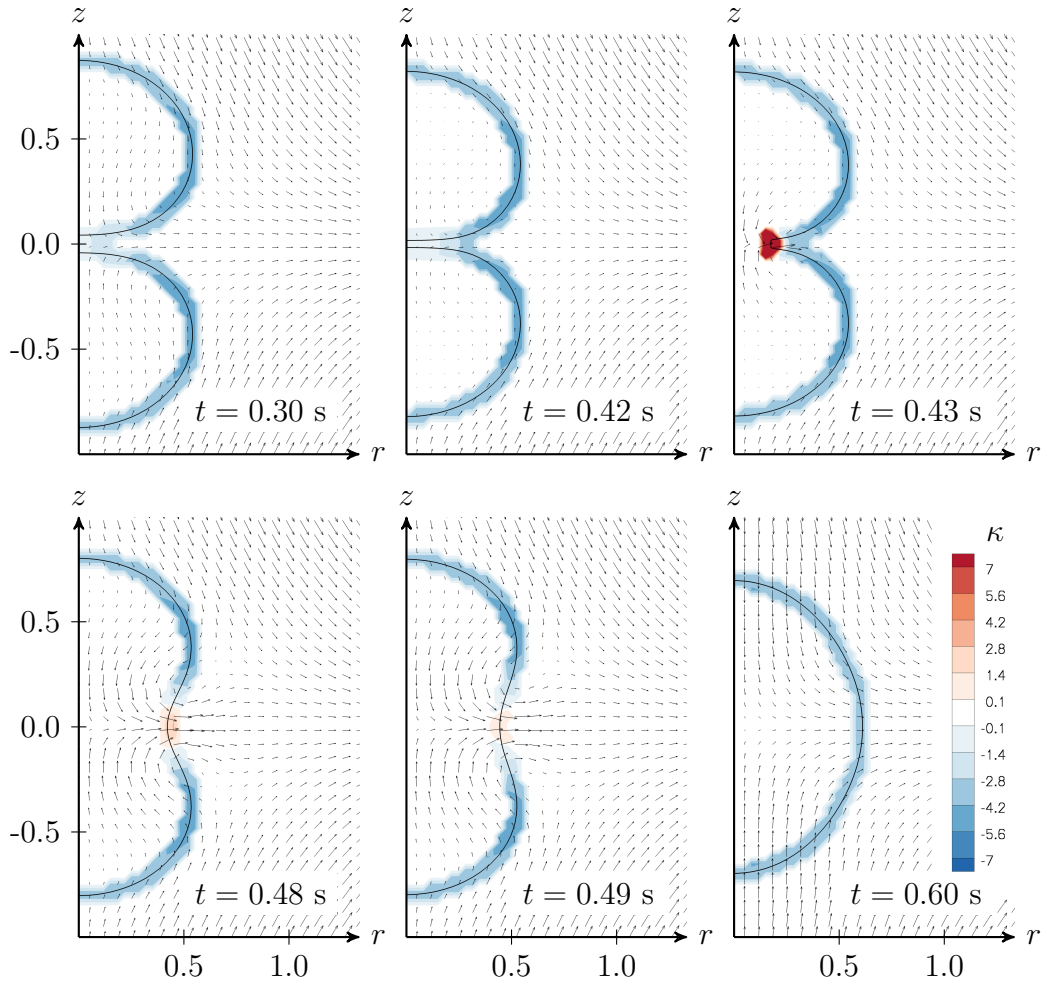 z
z
z
0.5
0.0
-0.5
t = 0.30 s
t = 0.42 s
t = 0.43 s
r
r
r
z
z
z
κ
7
5.6
4.2
2.8
1.4
0.1
-0.1
-1.4
-2.8
-4.2
-5.6
-7
0.5
0.0
-0.5
t = 0.48 s
t = 0.49 s
t = 0.60 s
r
r
r
0.5 1.0
0.5 1.0
0.5 1.0